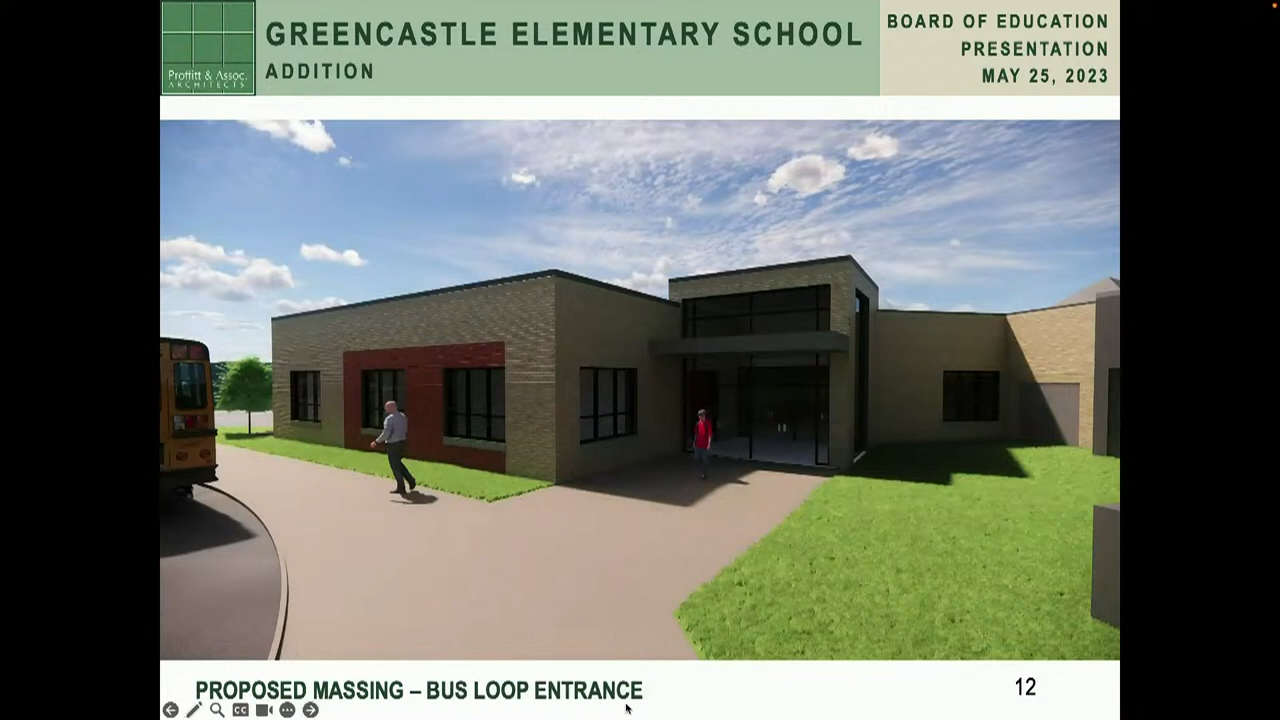 GREENCASTLE ELEMENTARY SCHOOL
ADDITION
BOARD OF EDUCATION
PRESENTATION
MAY 25, 2023
Proffitt & Assoc.
ARCHITECTS
PROPOSED MASSING – BUS LOOP ENTRANCE
12
CC